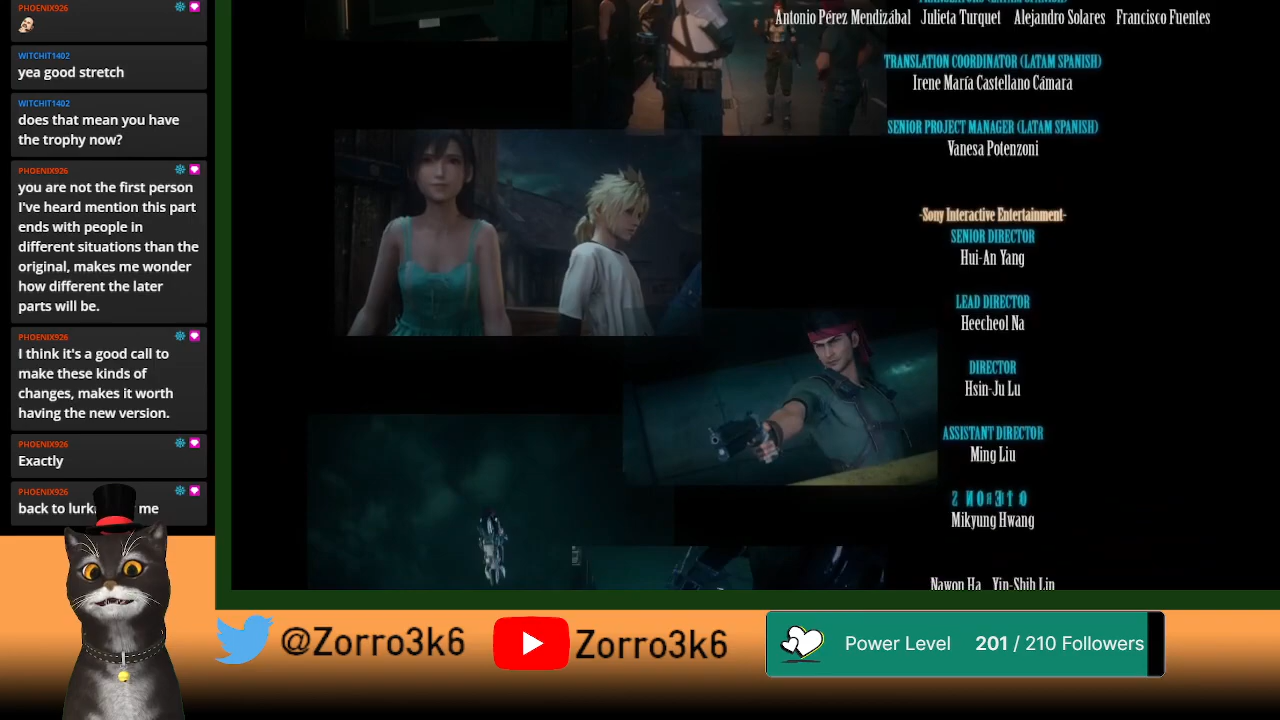 PHOENIX926
WITCHIT1402
yea good stretch
WITCHIT1402
does that mean you have
the trophy now?
PHOENIX926
you are not the first person
I've heard mention this part
ends with people in
different situations than the
original, makes me wonder
how different the later
parts will be.
PHOENIX926
I think it's a good call to
make these kinds of
changes, makes it worth
having the new version.
PHOENIX926
Exactly
PHOENIX926
back to me
Antonio Pérez Mendizábal Julieta Turquet Alejandro Solares Francisco Fuentes
TRANSLATION COORDINATOR (LATAM SPANISH)
Irene María Castellano Cámara
SENIOR PROJECT MANAGER (LATAM SPANISH)
Vanesa Potenzoni
-Sony Interactive Entertainment-
SENIOR DIRECTOR
Hui-An Yang
LEAD DIRECTOR
Heecheol Na
DIRECTOR
Hsin-Ju Lu
ASSISTANT DIRECTOR
Ming Liu
Mikyung Hwang
Nawon Ha Yin-Shih Lin
@Zorro3k6
Zorro3k6
Power Level 201 / 210 Followers